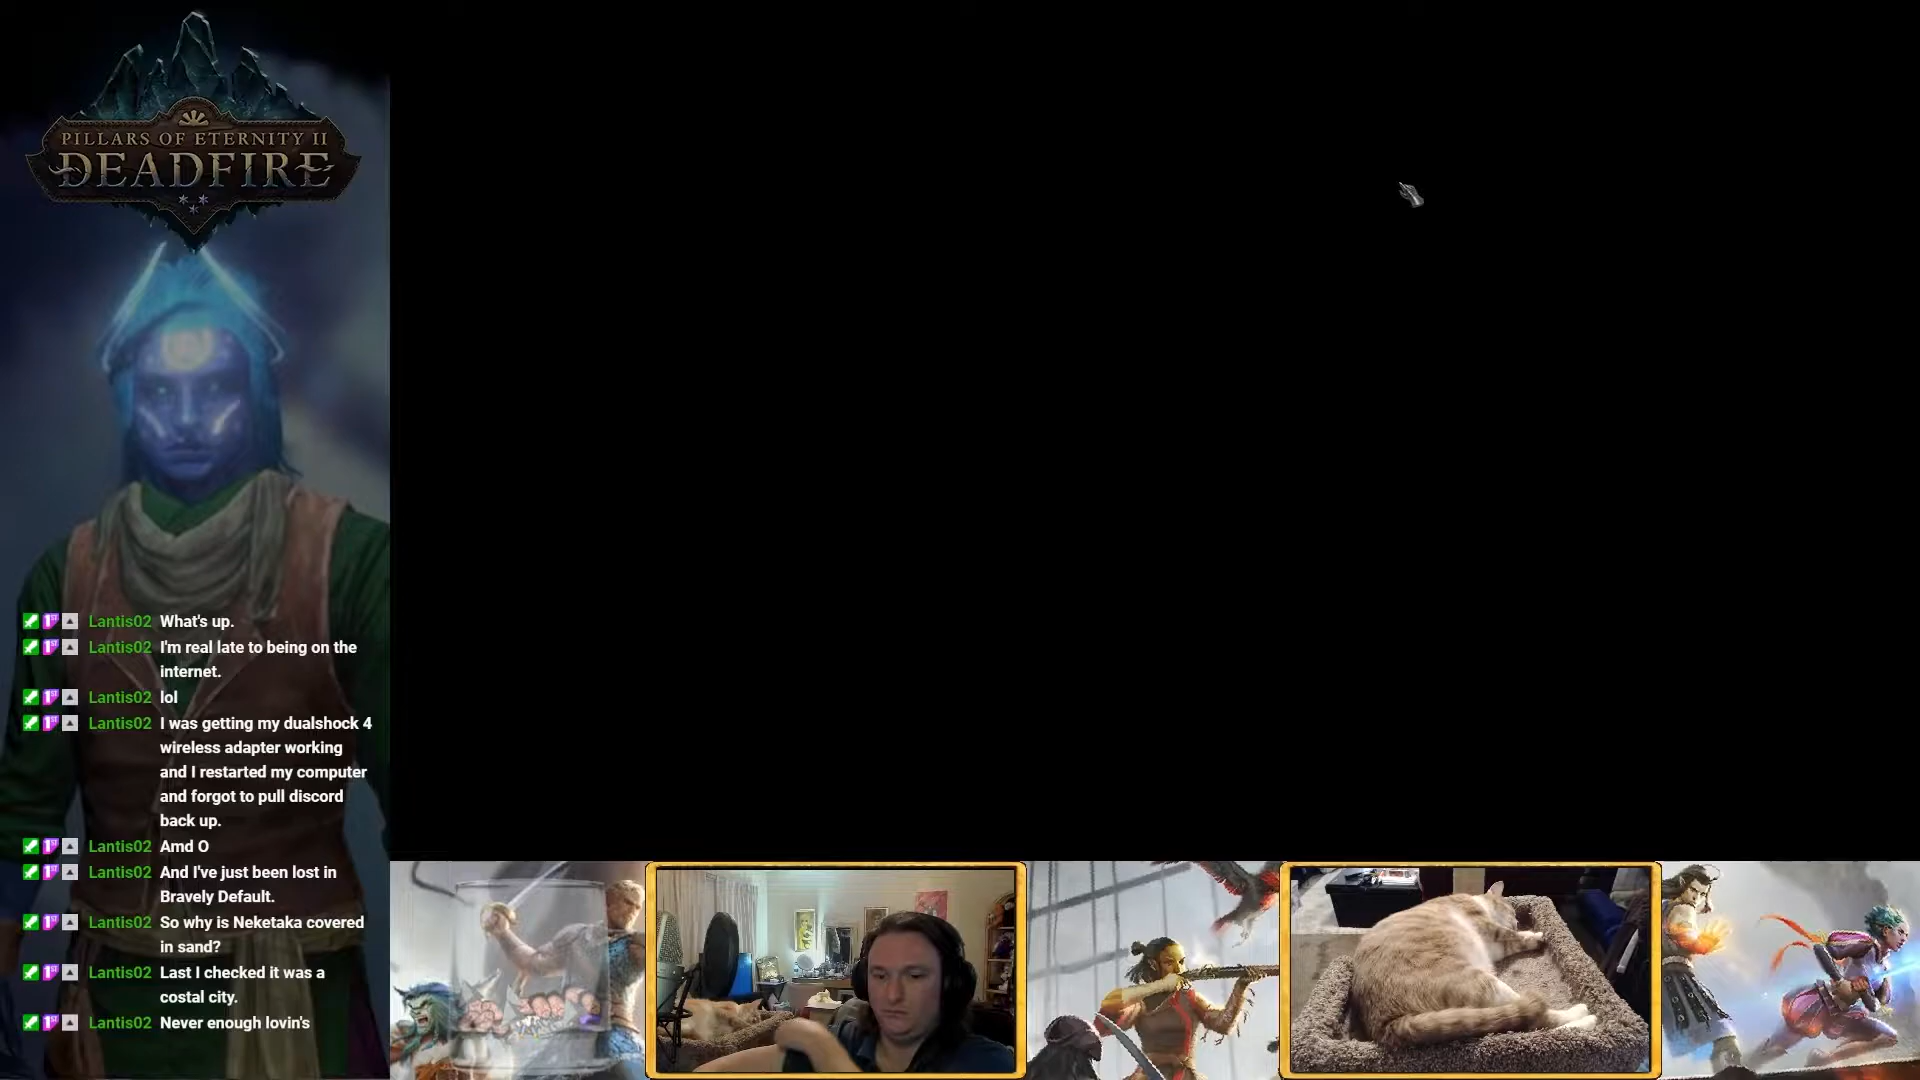 PILLARS OF ETERNITY II
DEADFIRE
Lantis02 What's up.
Lantis02 I'm real late to being on the
internet.
Lantis02 lol
Lantis02 I was getting my dualshock 4
wireless adapter working
and I restarted my computer
and forgot to pull discord
back up.
Lantis02 Amd O
Lantis02 And I've just been lost in
Bravely Default.
Lantis02 So why is Neketaka covered
in sand?
Lantis02 Last I checked it was a
costal city.
Lantis02 Never enough lovin's